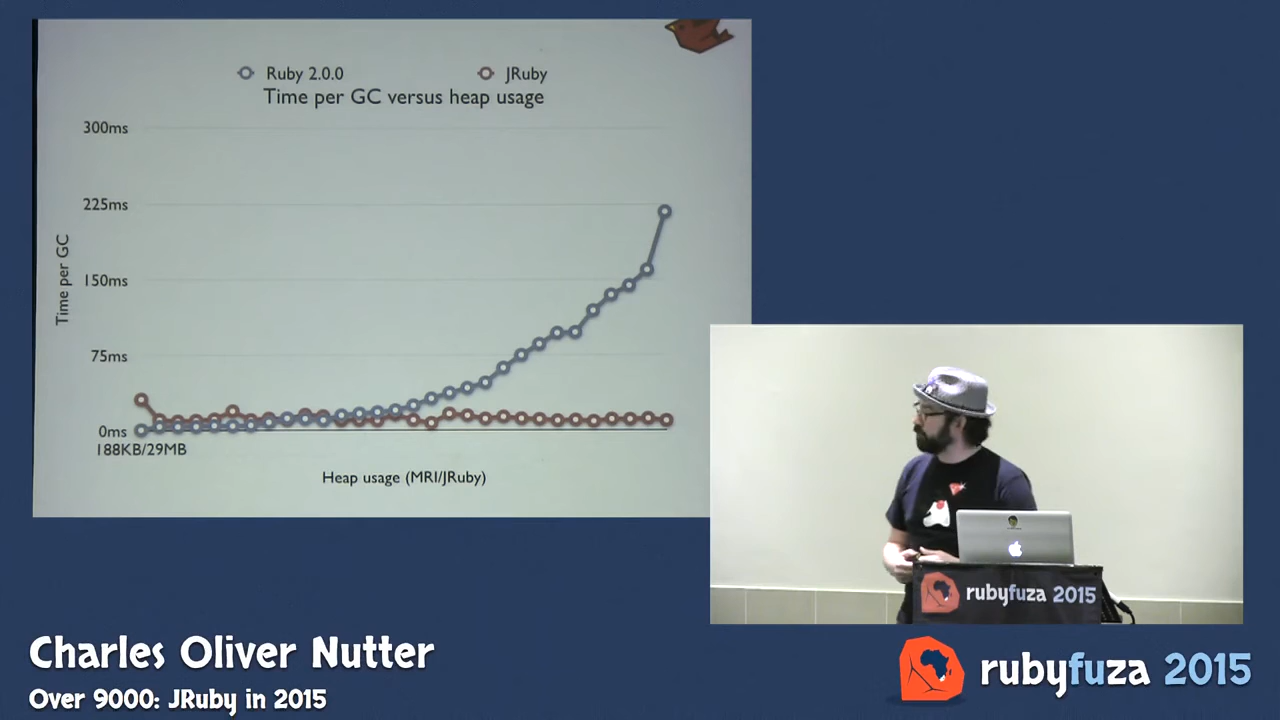 Ruby 2.0.0
JRuby
Time per GC versus heap usage
300ms
225ms
150ms
75ms
0ms
Time per GC
188KB/29MB
Heap usage (MRI/JRuby)
rubyfuza 2015
Charles Oliver Nutter
Over 9000: JRuby in 2015
rubyfuza 2015